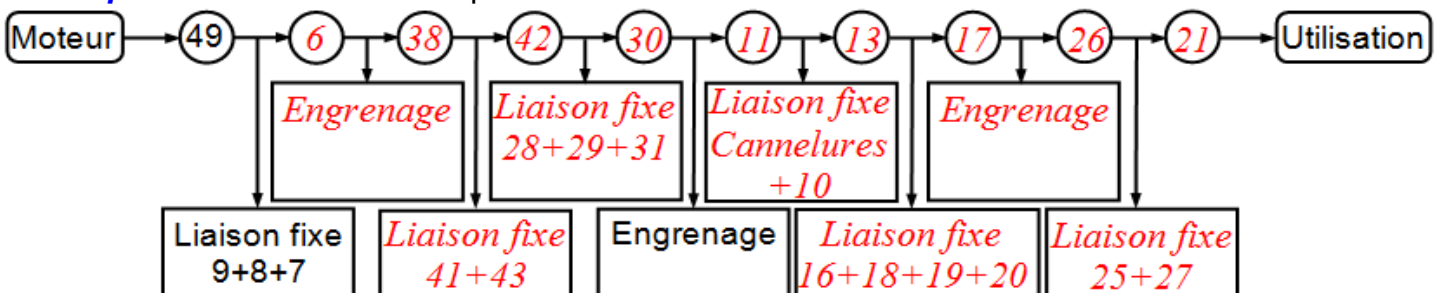 Moteur 49 6 38 42 30 11 13 17 26 21 Utilisation
Engrenage
Liaison fixe
28+29+31
Liaison fixe
Cannelures
+10
Engrenage
Liaison fixe
9+8+7
Liaison fixe
41+43
Engrenage
Liaison fixe
16+18+19+20
Liaison fixe
25+27